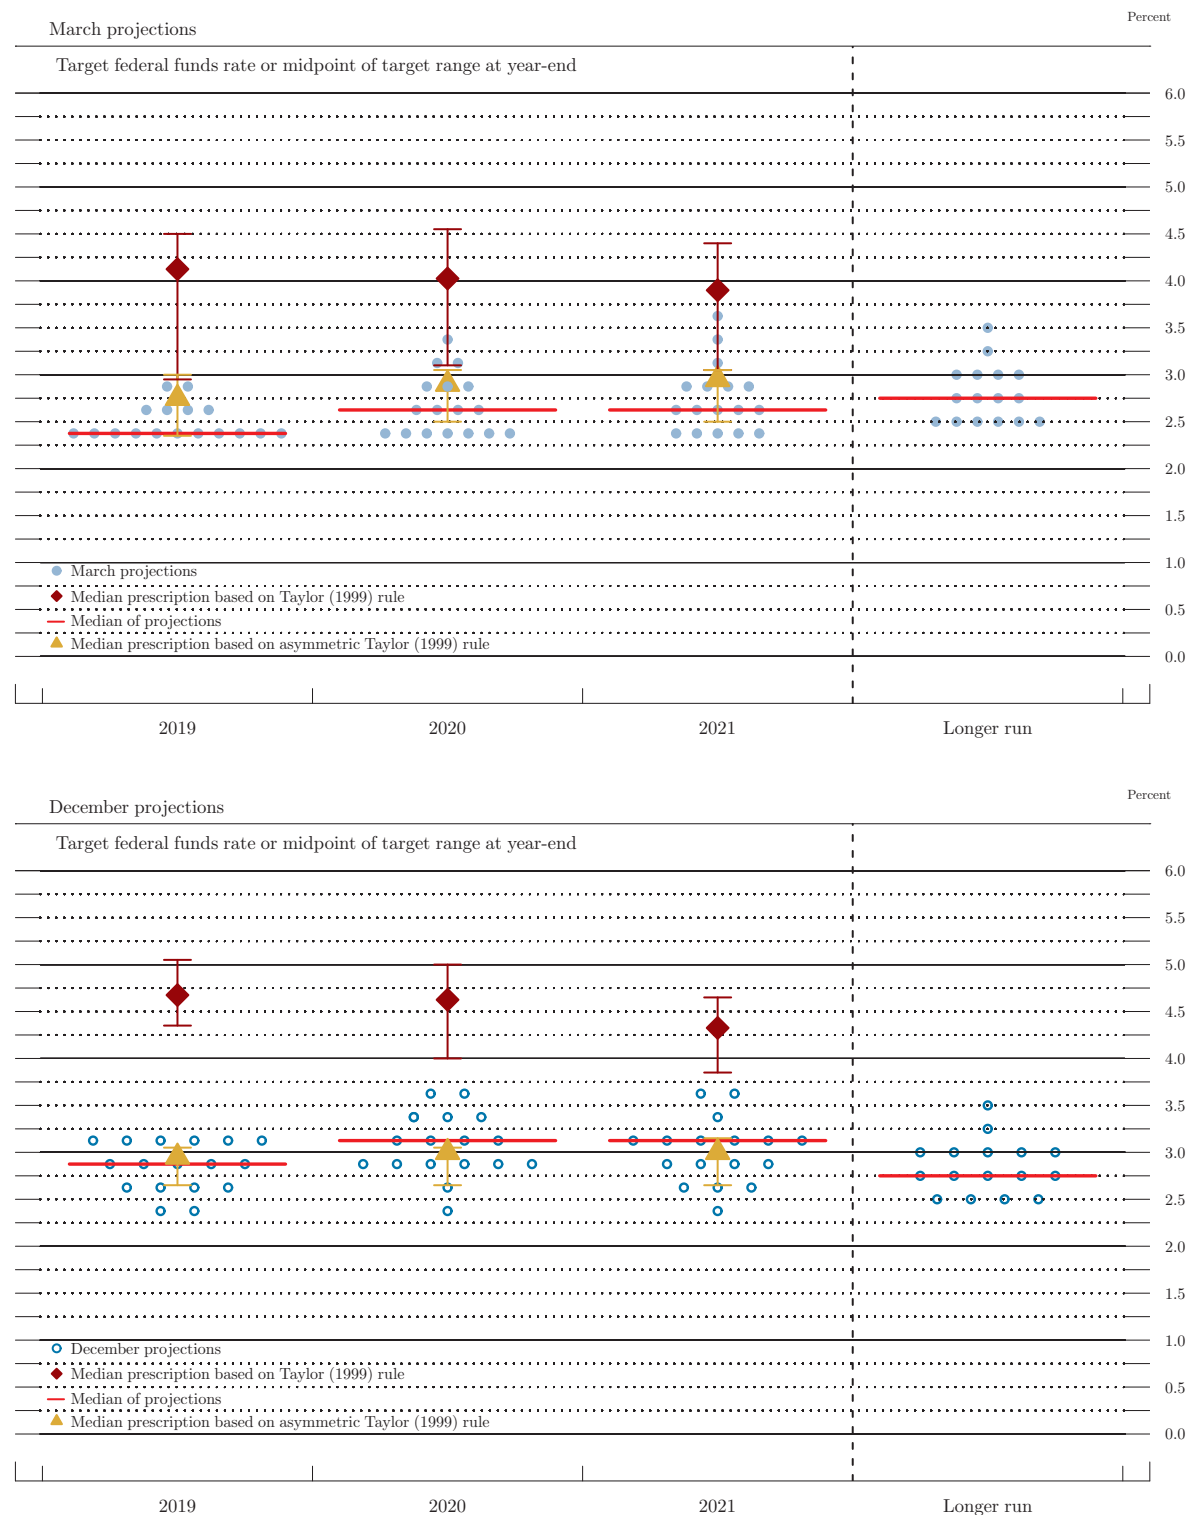 Percent
March projections
Target federal funds rate or midpoint of target range at year-end
6.0
5.5
5.0
4.5
4.0
3.5
3.0
2.5
2.0
1.5
1.0
March projections
Median prescription based on Taylor (1999) rule
0.5
Median of projections
Median prescription based on asymmetric Taylor (1999) rule
0.0
2019 2020 2021 Longer run
Percent
December projections
Target federal funds rate or midpoint of target range at year-end
6.0
5.5
5.0
4.5
4.0
3.5
3.0
2.5
2.0
1.5
1.0
December projections
Median prescription based on Taylor (1999) rule
0.5
Median of projections
Median prescription based on asymmetric Taylor (1999) rule
0.0
2019 2020 2021 Longer run